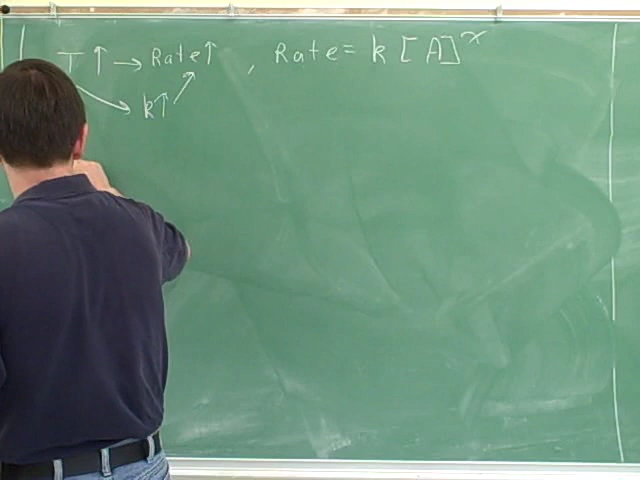 T ↑ → Rate↑ , Rate = k [A]ˣ
k↑